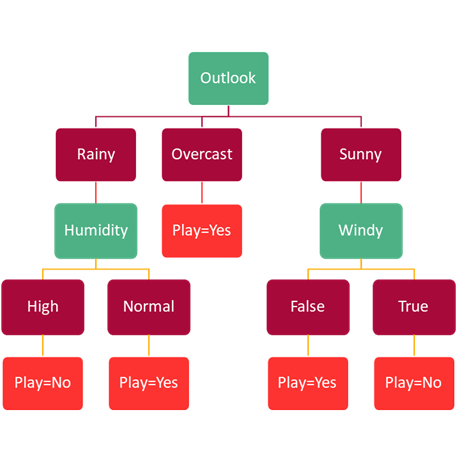 Outlook
Rainy
Overcast
Sunny
Humidity
Play=Yes
Windy
High
Normal
False
True
Play=No
Play=Yes
Play=Yes
Play=No